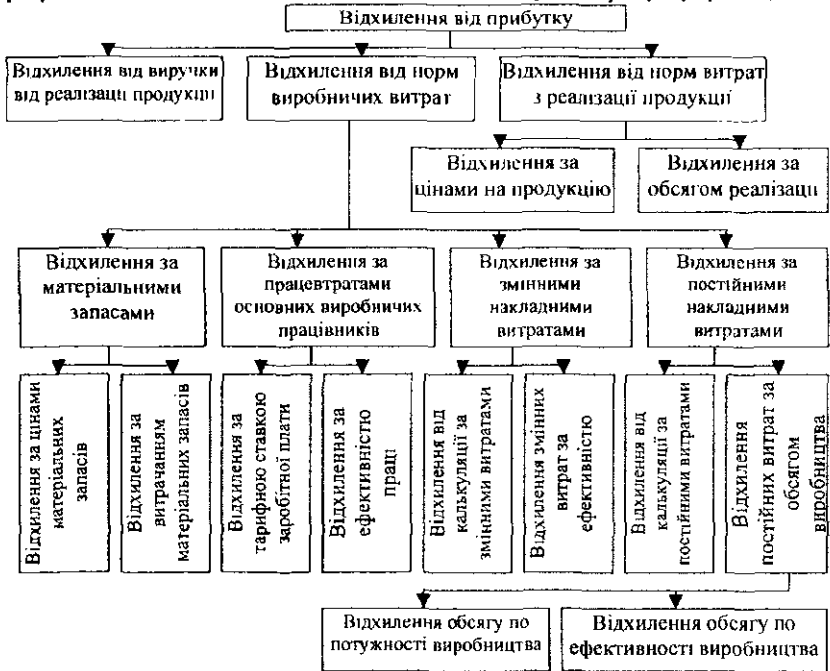 Відхилення від прибутку
Відхилення від виручки
від реалізації продукції
Відхилення від норм
виробничих витрат
Відхилення від норм витрат
з реалізації продукції
Відхилення за
цінами на продукцію
Відхилення за
обсягом реалізації
Відхилення за
матеріальними
запасами
Відхилення за
працевтратами
основних виробничих
працівників
Відхилення за
змінними
накладними
витратами
Відхилення за
постійними
накладними
витратами
Відхилення за цінами
матеріальних
запасів
Відхилення за
витрачанням
матеріальних запасів
Відхилення за
тарифною ставкою
заробітної плати
Відхилення за
ефективністю
праці
Відхилення від
калькуляції за
змінними витратами
Відхилення змінних
витрат за
ефективністю
Відхилення від
калькуляції за
постійними витратами
Відхилення
постійних витрат за
обсягом
виробництва
Відхилення обсягу по
потужності виробництва
Відхилення обсягу по
ефективності виробництва